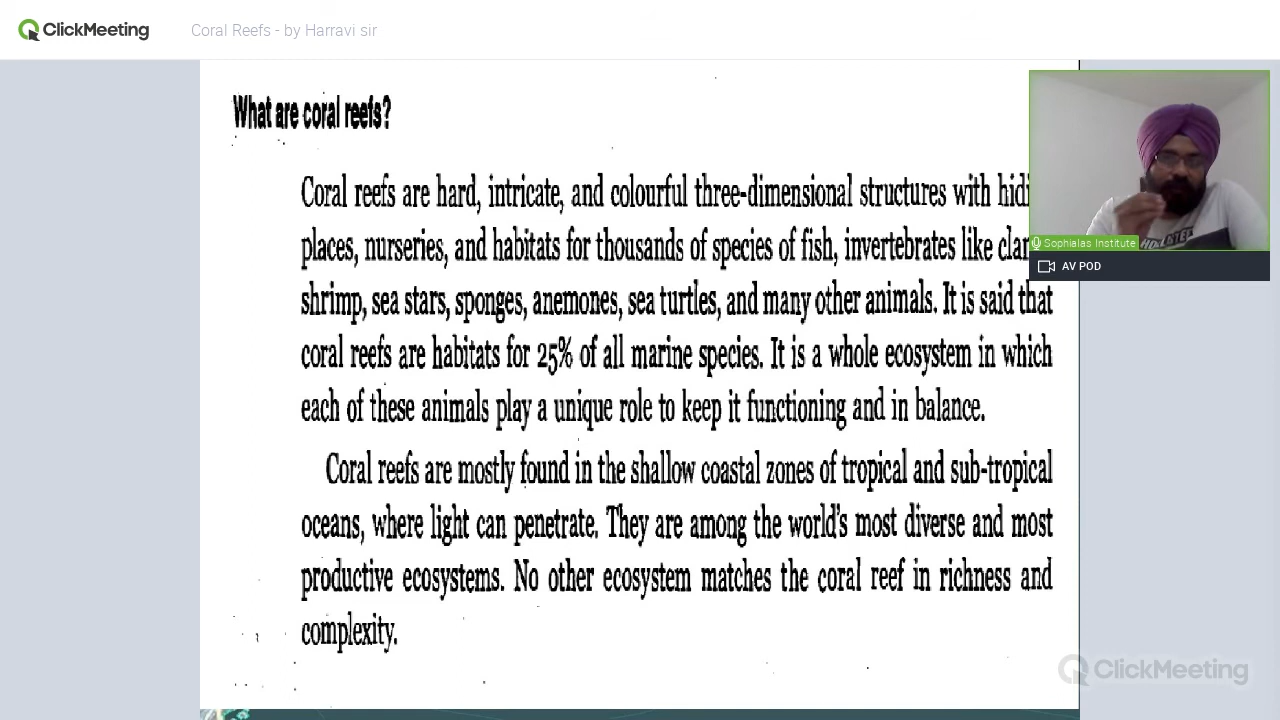 ClickMeeting
Coral Reefs - by Harravi sir
What are coral reefs?
Coral reefs are hard, intricate, and colourful three-dimensional structures with
places, nurseries, and habitats for thousands of species of fish, invertebrates like
shrimp, sea stars, sponges, anemones, sea turtles, and many other animals. It is said that
coral reefs are habitats for 25% of all marine species. It is a whole ecosystem in which
each of these animals play a unique role to keep it functioning and in balance.
Coral reefs are mostly found in the shallow coastal zones of tropical and sub-tropical
oceans, where light can penetrate. They are among the world's most diverse and most
productive ecosystems. No other ecosystem matches the coral reef in richness and
complexity.
Sophialas Institute
AV POD
ClickMeeting